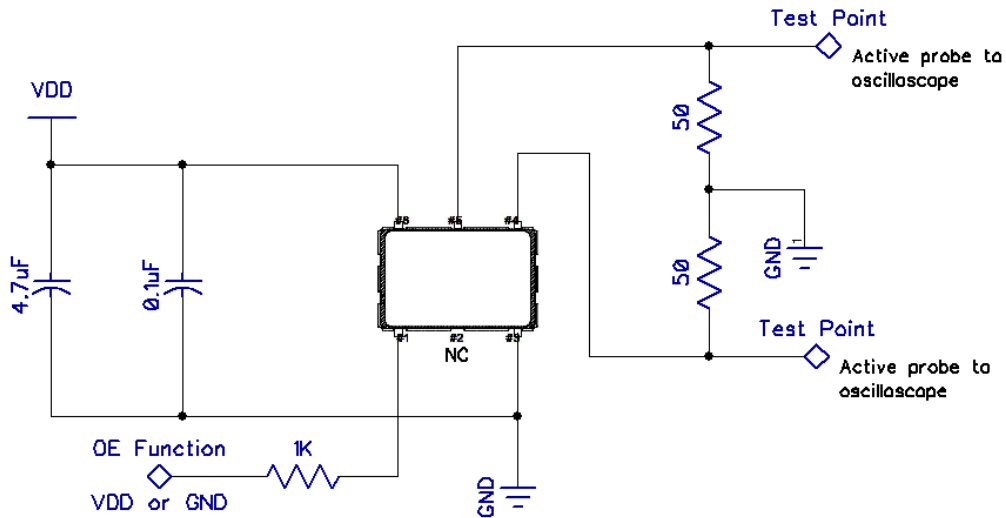 Test Point
Active probe to
oscilloscope
VDD
50
#6
#5
#4
4.7uF
0.1uF
50
GND
1
#1
#2
#3
NC
Test Point
Active probe to
oscilloscope
OE Function
1K
VDD or GND
GND